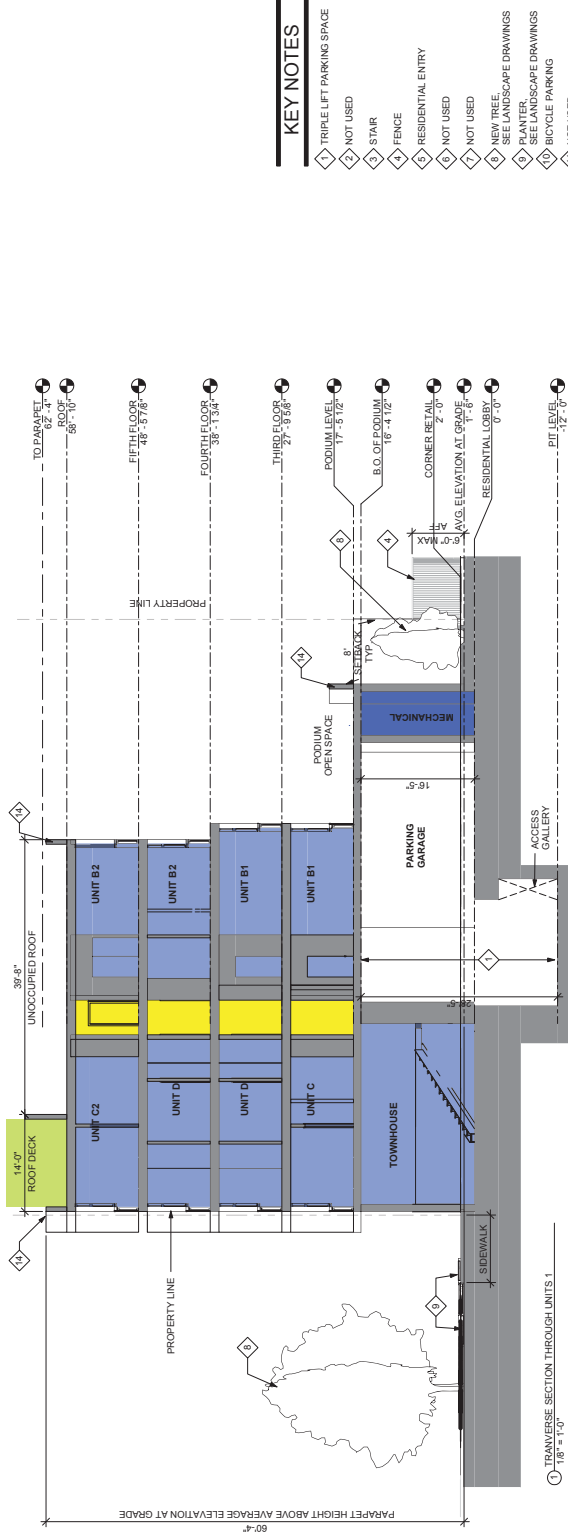 KEY NOTES
1 TRIPLE LIFT PARKING SPACE
2 NOT USED
3 STAIR
4 FENCE
5 RESIDENTIAL ENTRY
6 NOT USED
7 NOT USED
8 NEW TREE,
SEE LANDSCAPE DRAWINGS
9 PLANTER,
SEE LANDSCAPE DRAWINGS
10 BICYCLE PARKING
TO PARAPET
62' - 4"
ROOF
58' - 10"
FIFTH FLOOR
48' - 5 7/8"
FOURTH FLOOR
38' - 1 3/4"
THIRD FLOOR
27' - 9 5/8"
PODIUM LEVEL
17' - 5 1/2"
B.O. OF PODIUM
16' - 4 1/2"
CORNER RETAIL
2' - 0"
AVG. ELEVATION AT GRADE
1' - 6"
RESIDENTIAL LOBBY
0' - 0"
PIT LEVEL
-12' - 0"
14
14'-0"
ROOF DECK
39'-8"
UNOCCUPIED ROOF
14
UNIT C2
UNIT B2
UNIT D
UNIT B2
UNIT D
UNIT B1
UNIT C
UNIT B1
TOWNHOUSE
PARKING
GARAGE
MECHANICAL
PODIUM
OPEN SPACE
14
8'
SETBACK
TYP
8
4
6'-0" MAX
AFF
PROPERTY LINE
16'-5"
28'-5"
1
ACCESS
GALLERY
PROPERTY LINE
8
9
SIDEWALK
60'-4"
PARAPET HEIGHT ABOVE AVERAGE ELEVATION AT GRADE
1 TRANVERSE SECTION THROUGH UNITS 1
1/8" = 1'-0"